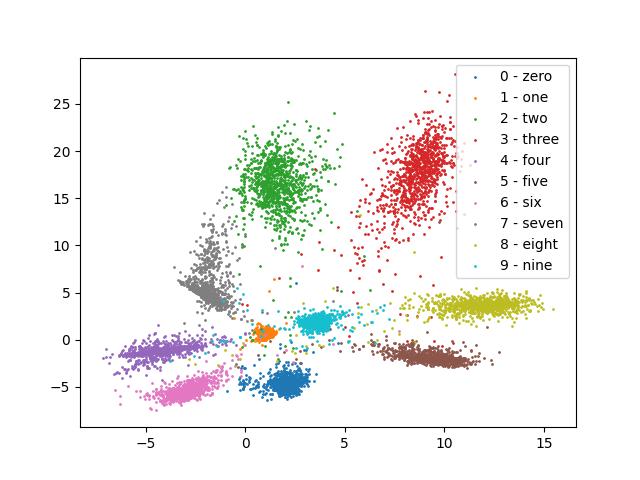 25
20
15
10
5
0
−5
−5
0
5
10
15
0 - zero
1 - one
2 - two
3 - three
4 - four
5 - five
6 - six
7 - seven
8 - eight
9 - nine